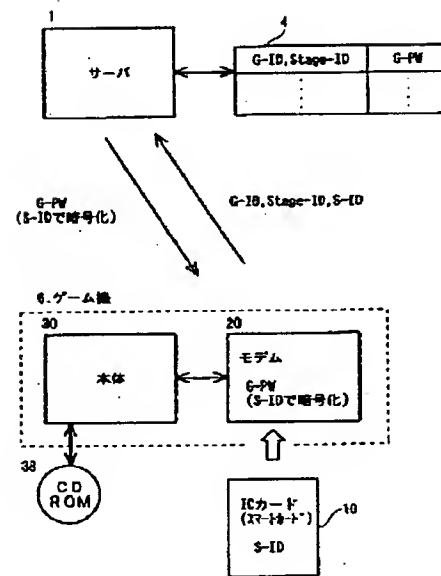 1
サーバ
4
G-ID,Stage-ID
G-PW
G-PW
(S-IDで暗号化)
G-ID,Stage-ID,S-ID
6.ゲーム機
30
本体
20
モデム
G-PW
(S-IDで暗号化)
38
CD
ROM
ICカード
(スマートカード)
S-ID
10